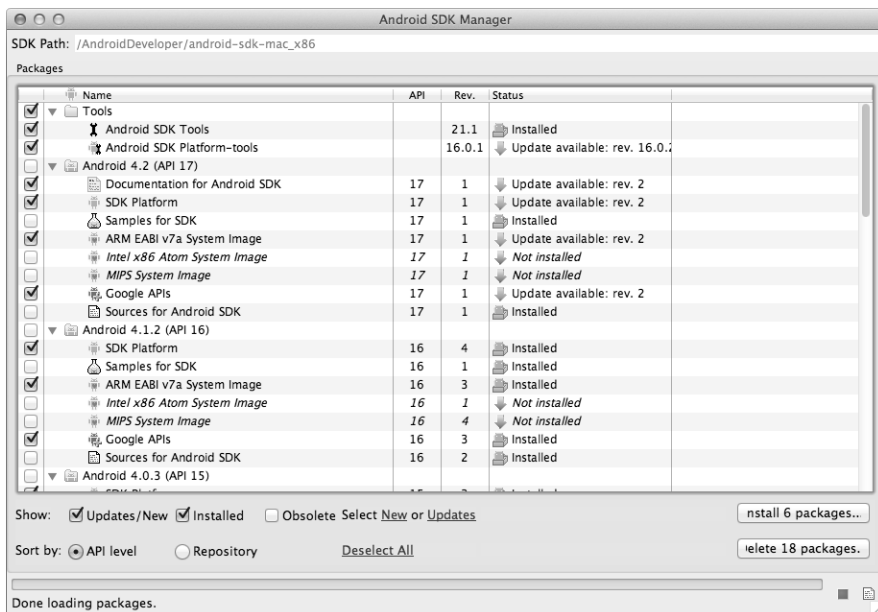 Android SDK Manager
SDK Path: /AndroidDeveloper/android-sdk-mac_x86
Packages
Name API Rev. Status
Tools
Android SDK Tools 21.1 Installed
Android SDK Platform-tools 16.0.1 Update available: rev. 16.0.2
Android 4.2 (API 17)
Documentation for Android SDK 17 1 Update available: rev. 2
SDK Platform 17 1 Update available: rev. 2
Samples for SDK 17 1 Installed
ARM EABI v7a System Image 17 1 Update available: rev. 2
Intel x86 Atom System Image 17 1 Not installed
MIPS System Image 17 1 Not installed
Google APIs 17 1 Update available: rev. 2
Sources for Android SDK 17 1 Installed
Android 4.1.2 (API 16)
SDK Platform 16 4 Installed
Samples for SDK 16 1 Installed
ARM EABI v7a System Image 16 3 Installed
Intel x86 Atom System Image 16 1 Not installed
MIPS System Image 16 4 Not installed
Google APIs 16 3 Installed
Sources for Android SDK 16 2 Installed
Android 4.0.3 (API 15)
Show: Updates/New Installed Obsolete Select New or Updates nstall 6 packages...
Sort by: API level Repository Deselect All elete 18 packages.
Done loading packages.